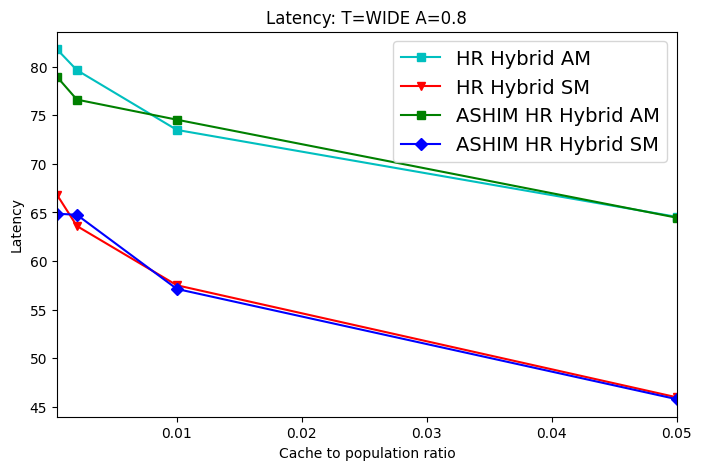 Latency: T=WIDE A=0.8
HR Hybrid AM
HR Hybrid SM
ASHIM HR Hybrid AM
ASHIM HR Hybrid SM
Latency
80
75
70
65
60
55
50
45
0.01 0.02 0.03 0.04 0.05
Cache to population ratio